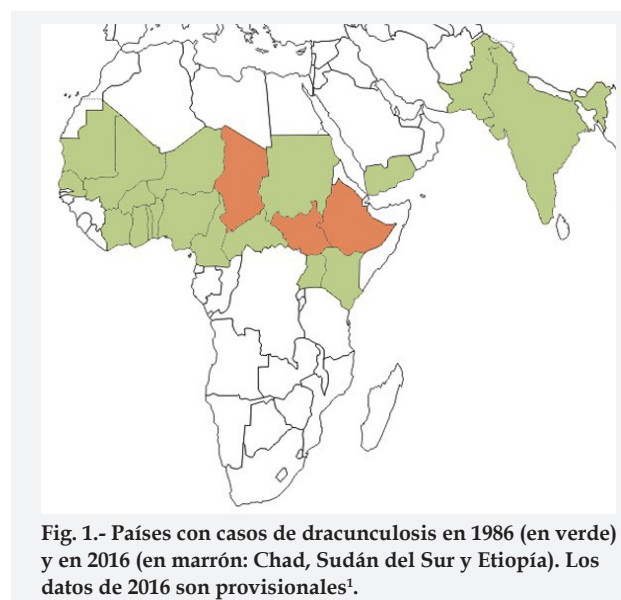 Fig. 1.- Países con casos de dracunculosis en 1986 (en verde)
y en 2016 (en marrón: Chad, Sudán del Sur y Etiopía). Los
datos de 2016 son provisionales¹.